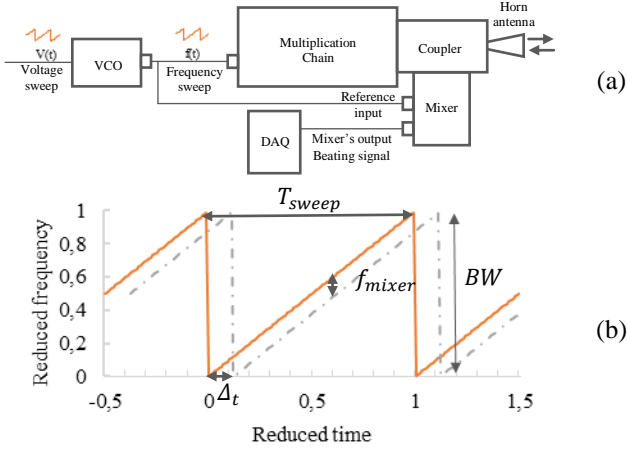 Horn
antenna
V(t)
Voltage
sweep
VCO
f(t)
Frequency
sweep
Multiplication
Chain
Coupler
Reference
input
Mixer
DAQ
Mixer's output
Beating signal
(a)
T_sweep
1
0,8
0,6
0,4
0,2
0
Reduced frequency
f_mixer
BW
(b)
-0,5
0
Δ_t
0,5
1
1,5
Reduced time